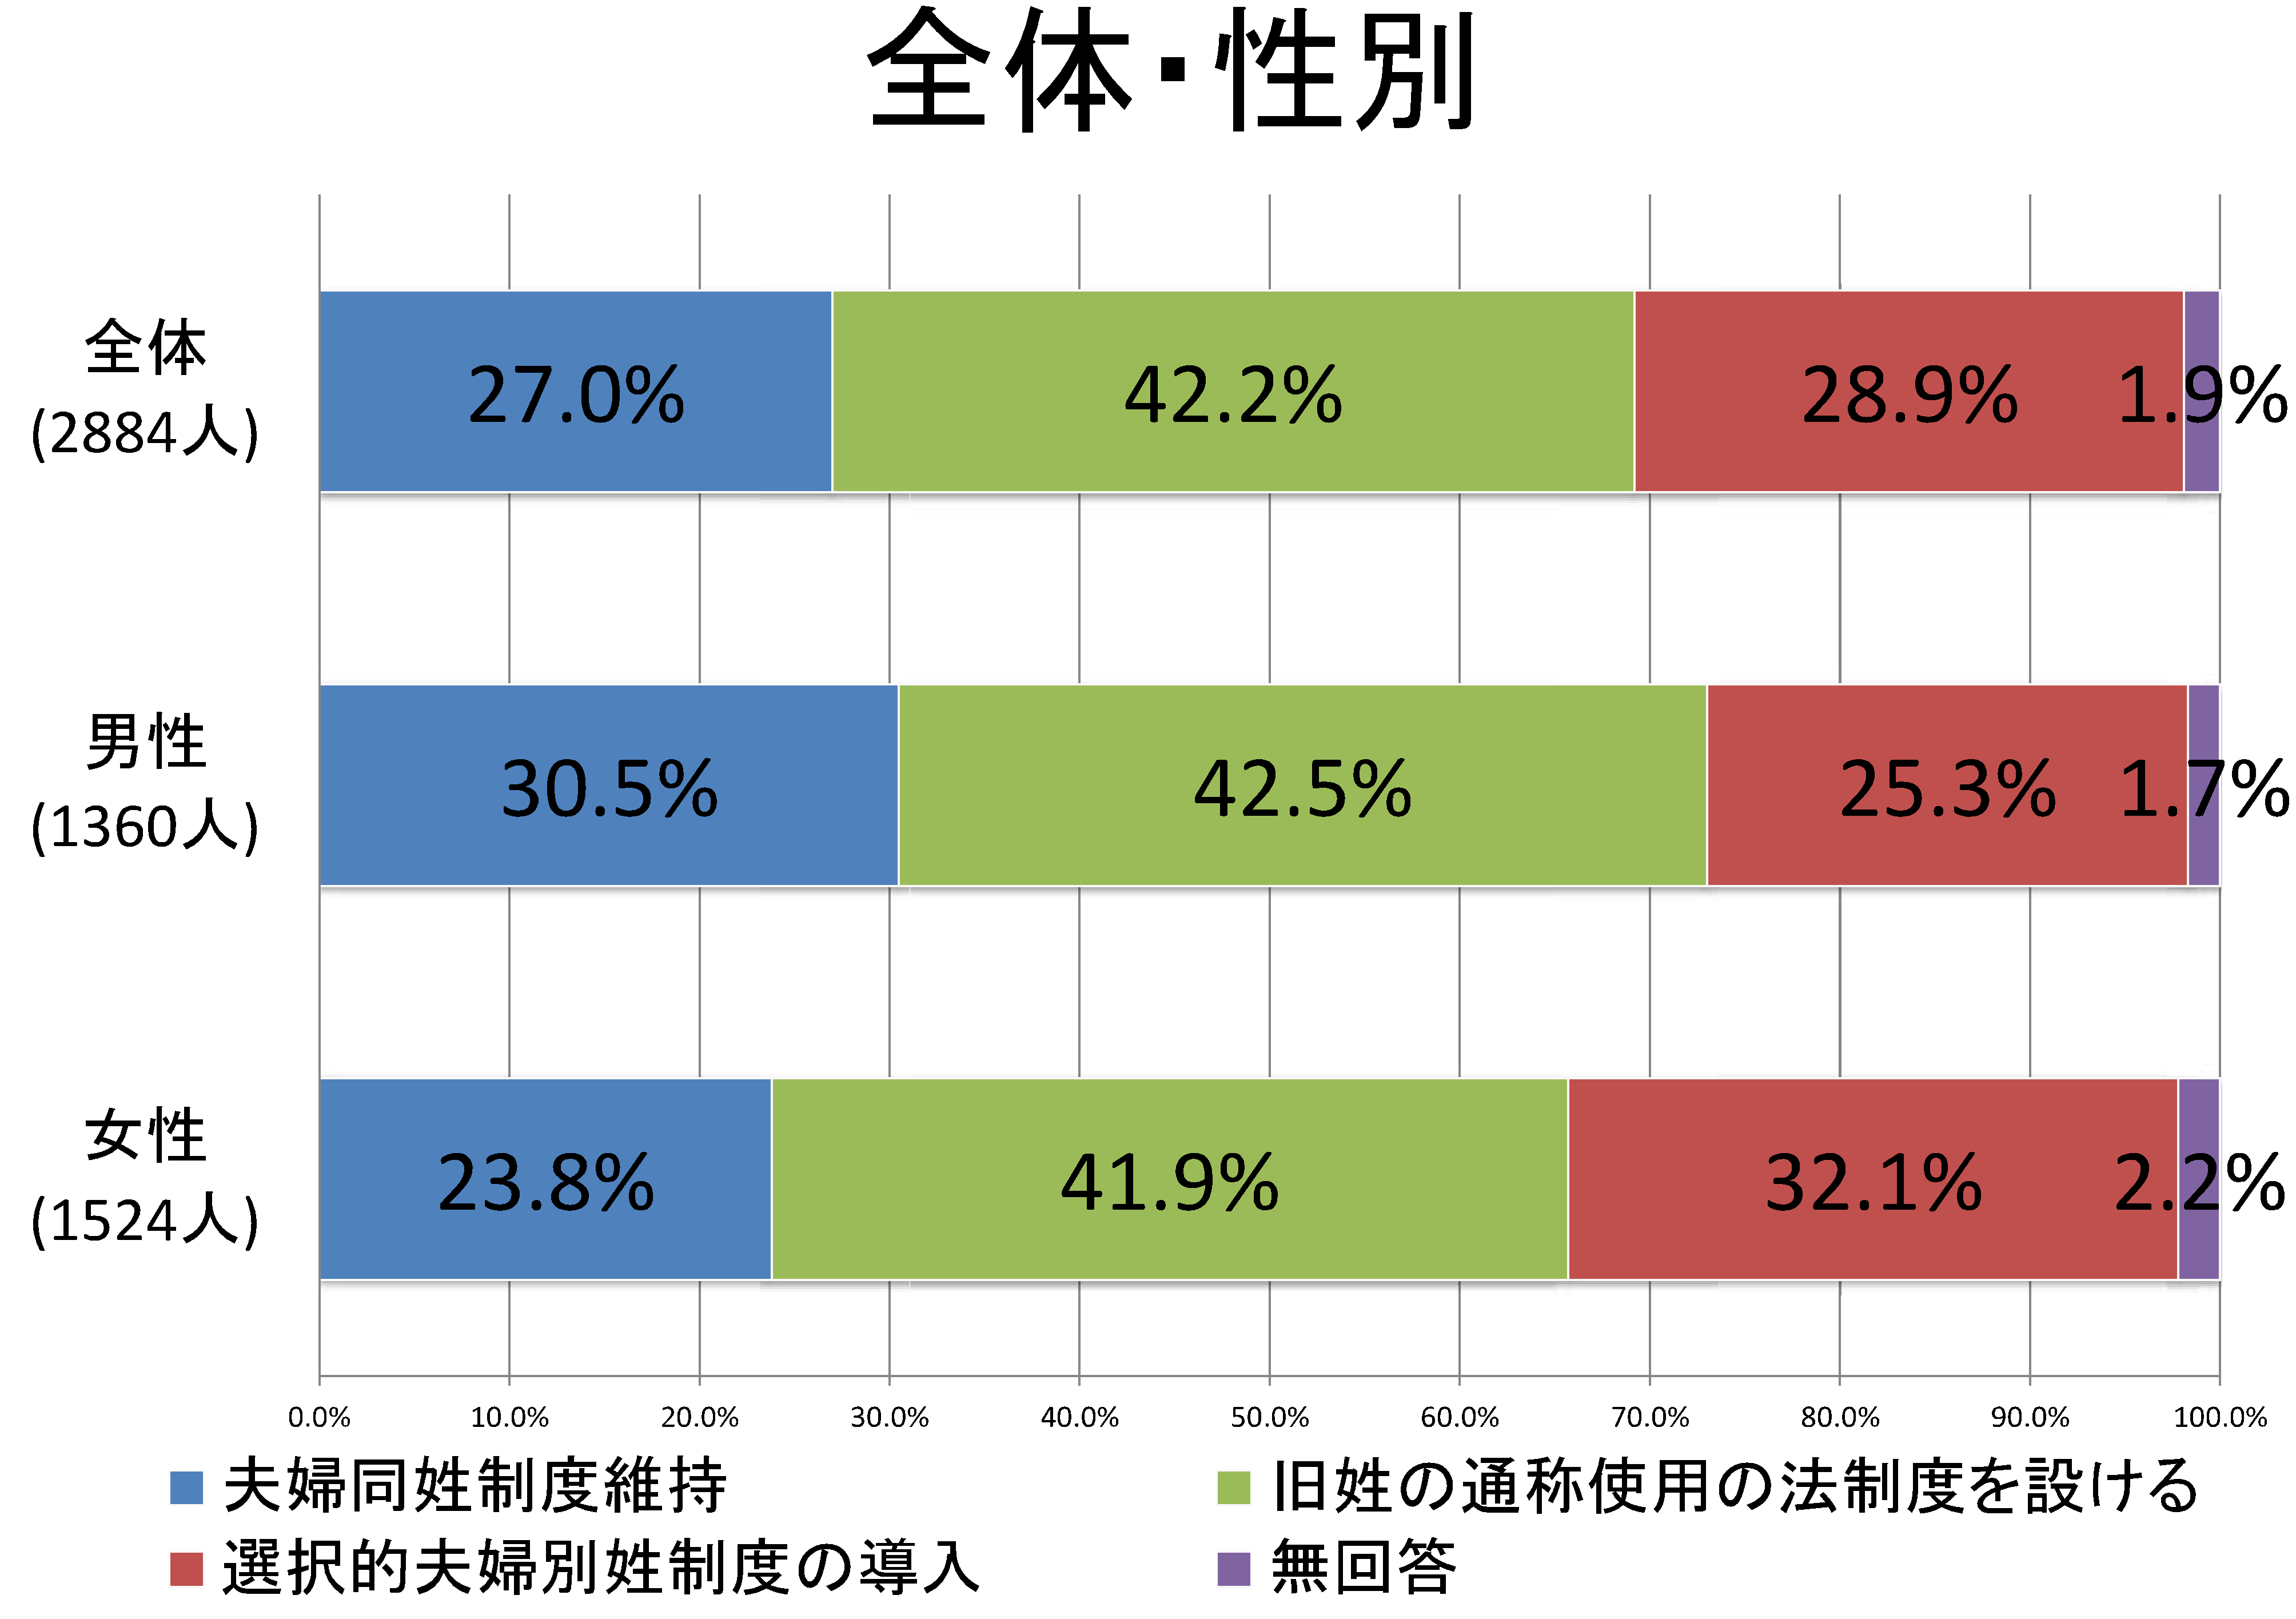 全体・性別
全体
(2884人)
27.0%
42.2%
28.9%
1.9%
男性
(1360人)
30.5%
42.5%
25.3%
1.7%
女性
(1524人)
23.8%
41.9%
32.1%
2.2%
0.0%
10.0%
20.0%
30.0%
40.0%
50.0%
60.0%
70.0%
80.0%
90.0%
100.0%
夫婦同姓制度維持
旧姓の通称使用の法制度を設ける
選択的夫婦別姓制度の導入
無回答